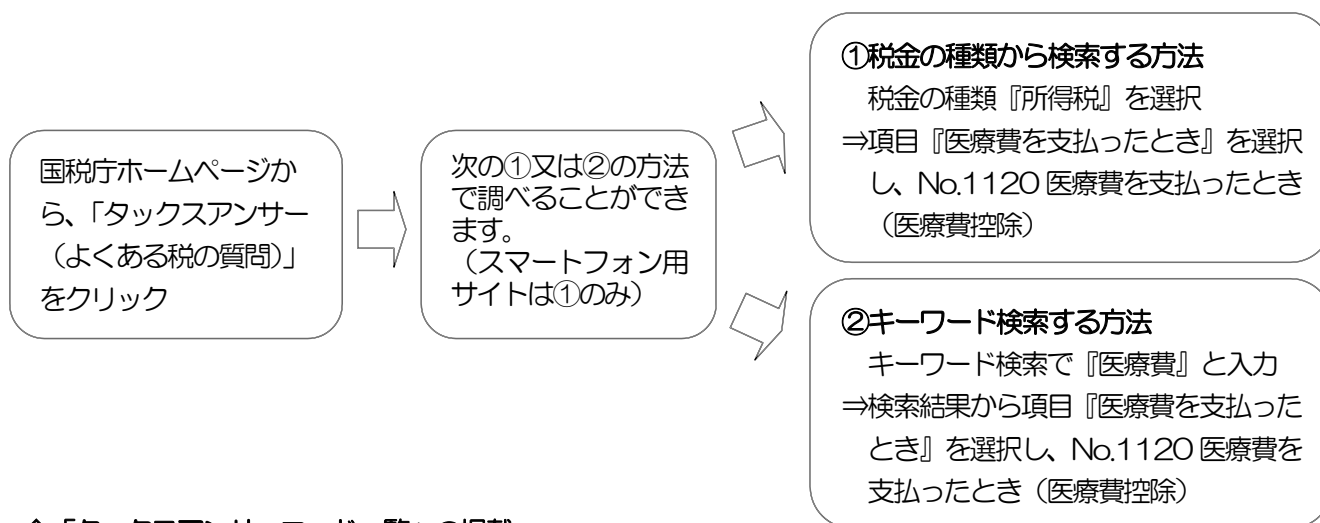 国税庁ホームページか
ら、「タックスアンサー
（よくある税の質問）」
をクリック
次の①又は②の方法
で調べることができ
ます。
（スマートフォン用
サイトは①のみ）
①税金の種類から検索する方法
税金の種類『所得税』を選択
⇒項目『医療費を支払ったとき』を選択
し、No.1120 医療費を支払ったとき
（医療費控除）
②キーワード検索する方法
キーワード検索で『医療費』と入力
⇒検索結果から項目『医療費を支払った
とき』を選択し、No.1120 医療費を
支払ったとき（医療費控除）